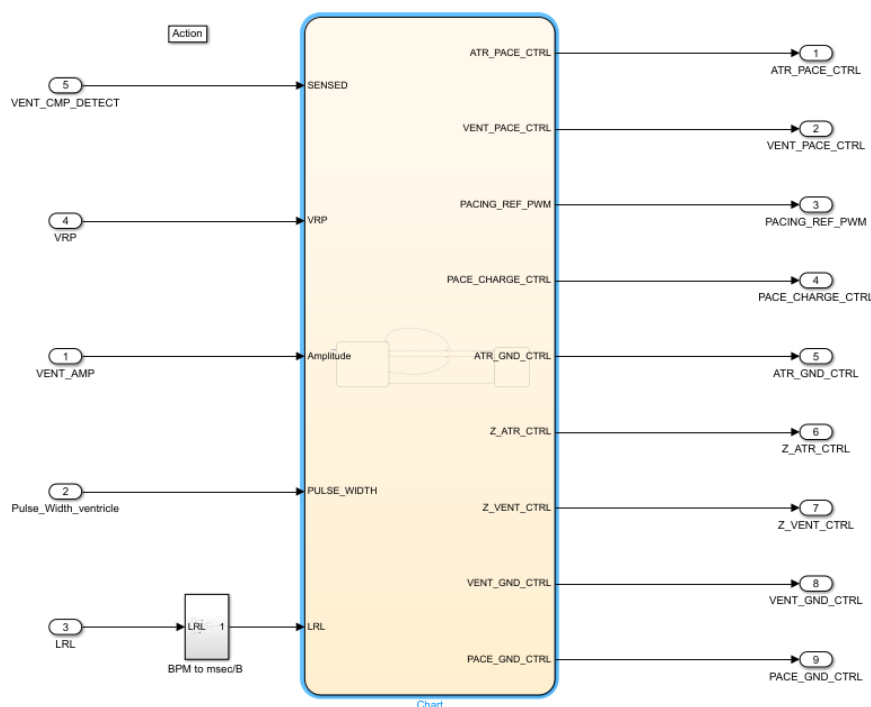 Action
5
VENT_CMP_DETECT
SENSED
4
VRP
VRP
1
VENT_AMP
Amplitude
2
Pulse_Width_ventricle
PULSE_WIDTH
3
LRL
LRL 1
BPM to msec/B
LRL
ATR_PACE_CTRL
1
ATR_PACE_CTRL
VENT_PACE_CTRL
2
VENT_PACE_CTRL
PACING_REF_PWM
3
PACING_REF_PWM
PACE_CHARGE_CTRL
4
PACE_CHARGE_CTRL
ATR_GND_CTRL
5
ATR_GND_CTRL
Z_ATR_CTRL
6
Z_ATR_CTRL
Z_VENT_CTRL
7
Z_VENT_CTRL
VENT_GND_CTRL
8
VENT_GND_CTRL
PACE_GND_CTRL
9
PACE_GND_CTRL
Chart